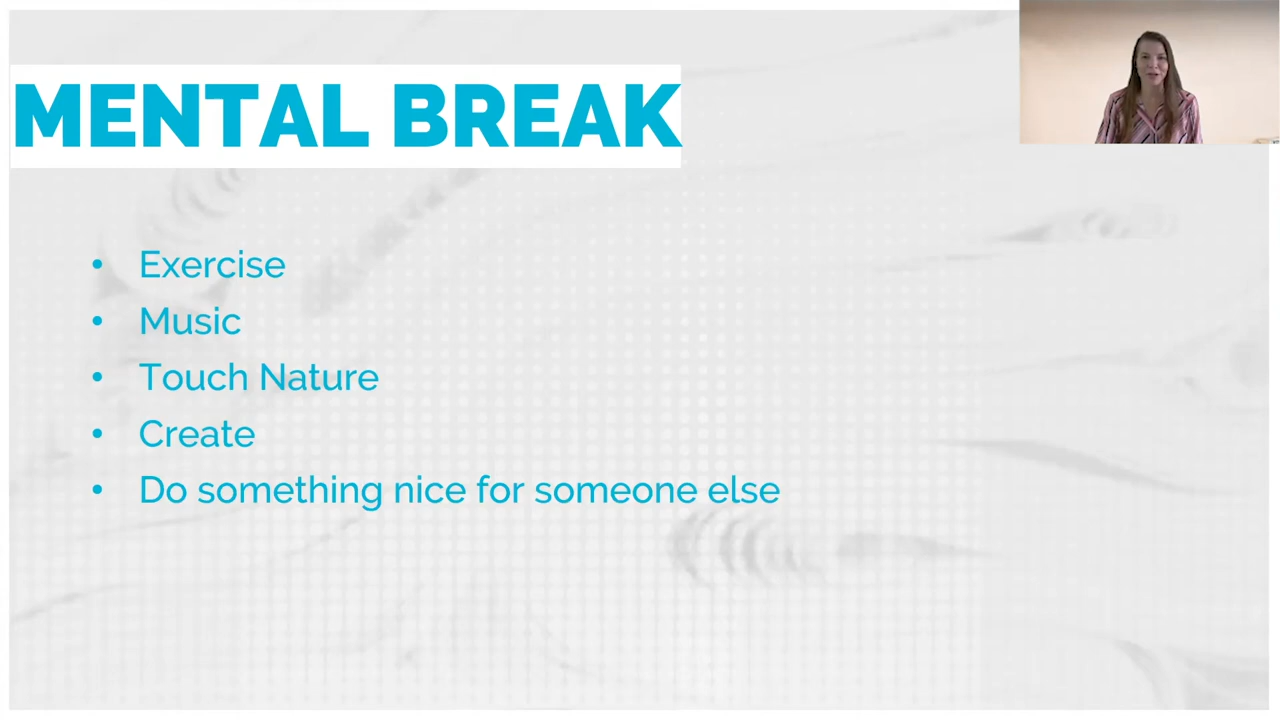 MENTAL BREAK
• Exercise
• Music
• Touch Nature
• Create
• Do something nice for someone else